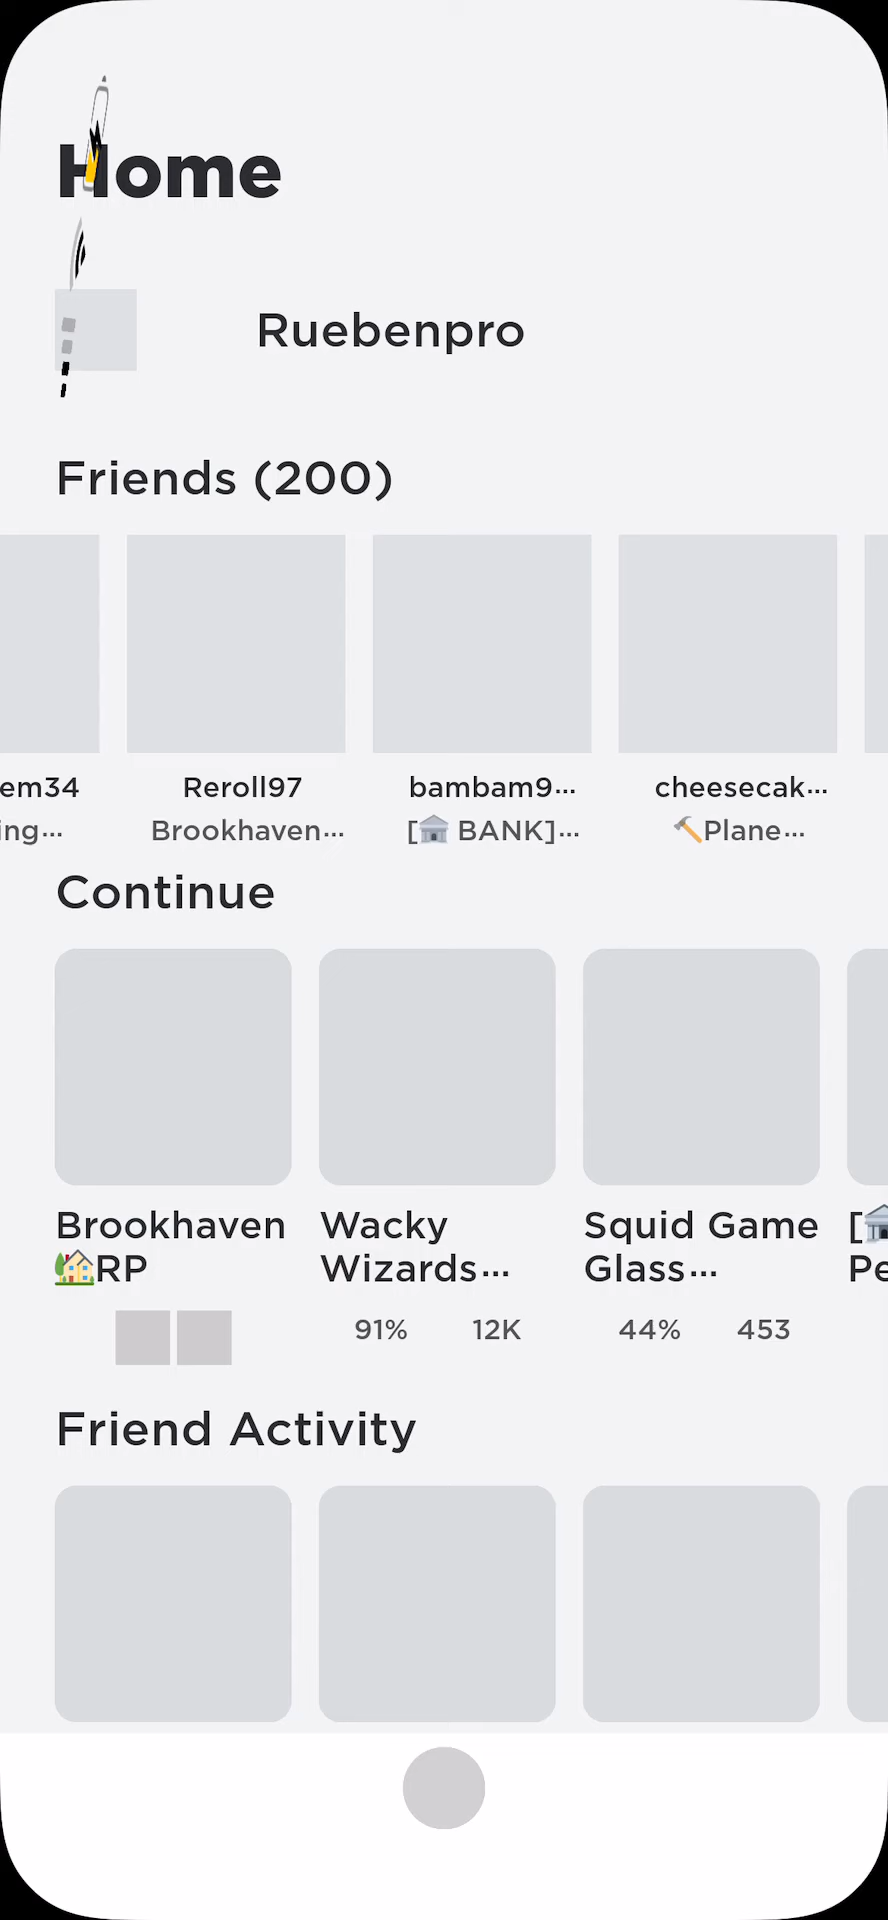 Home
Ruebenpro
Friends (200)
em34
Reroll97
bambam9...
cheesecak...
ing...
Brookhaven...
[🏛 BANK]...
🔨Plane...
Continue
Brookhaven
🏡RP
Wacky
Wizards...
Squid Game
Glass...
[🏛
Pe
91%
12K
44%
453
Friend Activity